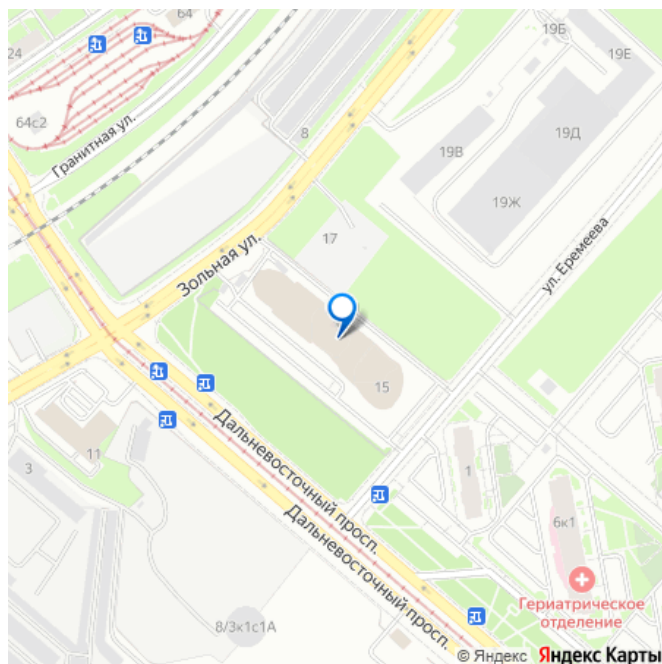 64
24
64с2
Гранитная ул.
8
19Б
19Е
19В
19Д
19Ж
17
Зольная ул.
ул. Еремеева
15
Дальневосточный просп.
11
3
1
6к1
Дальневосточный просп.
Гериатрическое
отделение
8/3к1с1А
© Яндекс Яндекс Карты